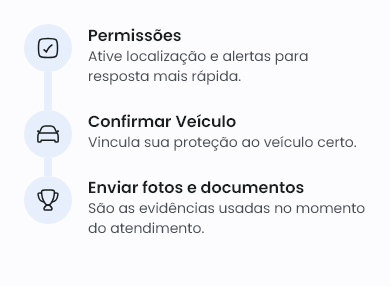 Permissões
Ative localização e alertas para
resposta mais rápida.
Confirmar Veículo
Vincula sua proteção ao veículo certo.
Enviar fotos e documentos
São as evidências usadas no momento
do atendimento.